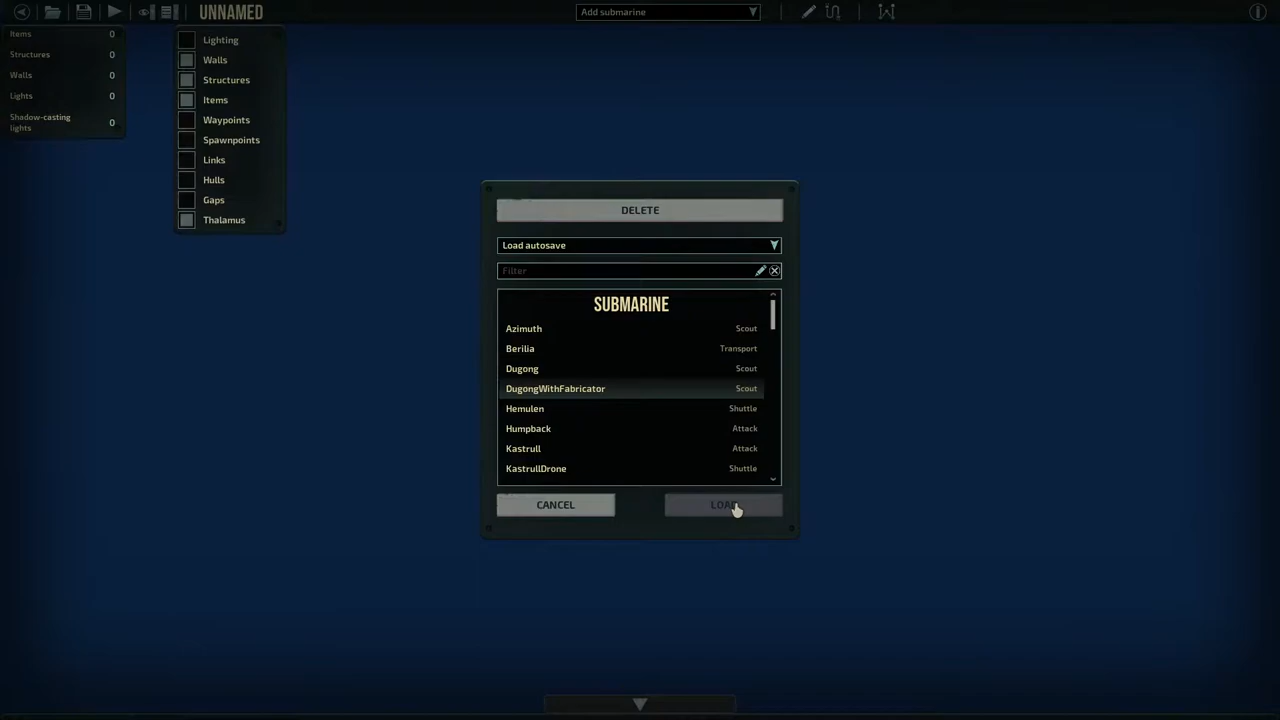 UNNAMED
Add submarine
Items 0
Structures 0
Walls 0
Lights 0
Shadow-casting
lights 0
Lighting
Walls
Structures
Items
Waypoints
Spawnpoints
Links
Hulls
Gaps
Thalamus
DELETE
Load autosave
Filter
SUBMARINE
Azimuth Scout
Berilia Transport
Dugong Scout
DugongWithFabricator Scout
Hemulen Shuttle
Humpback Attack
Kastrull Attack
KastrullDrone Shuttle
CANCEL LOAD